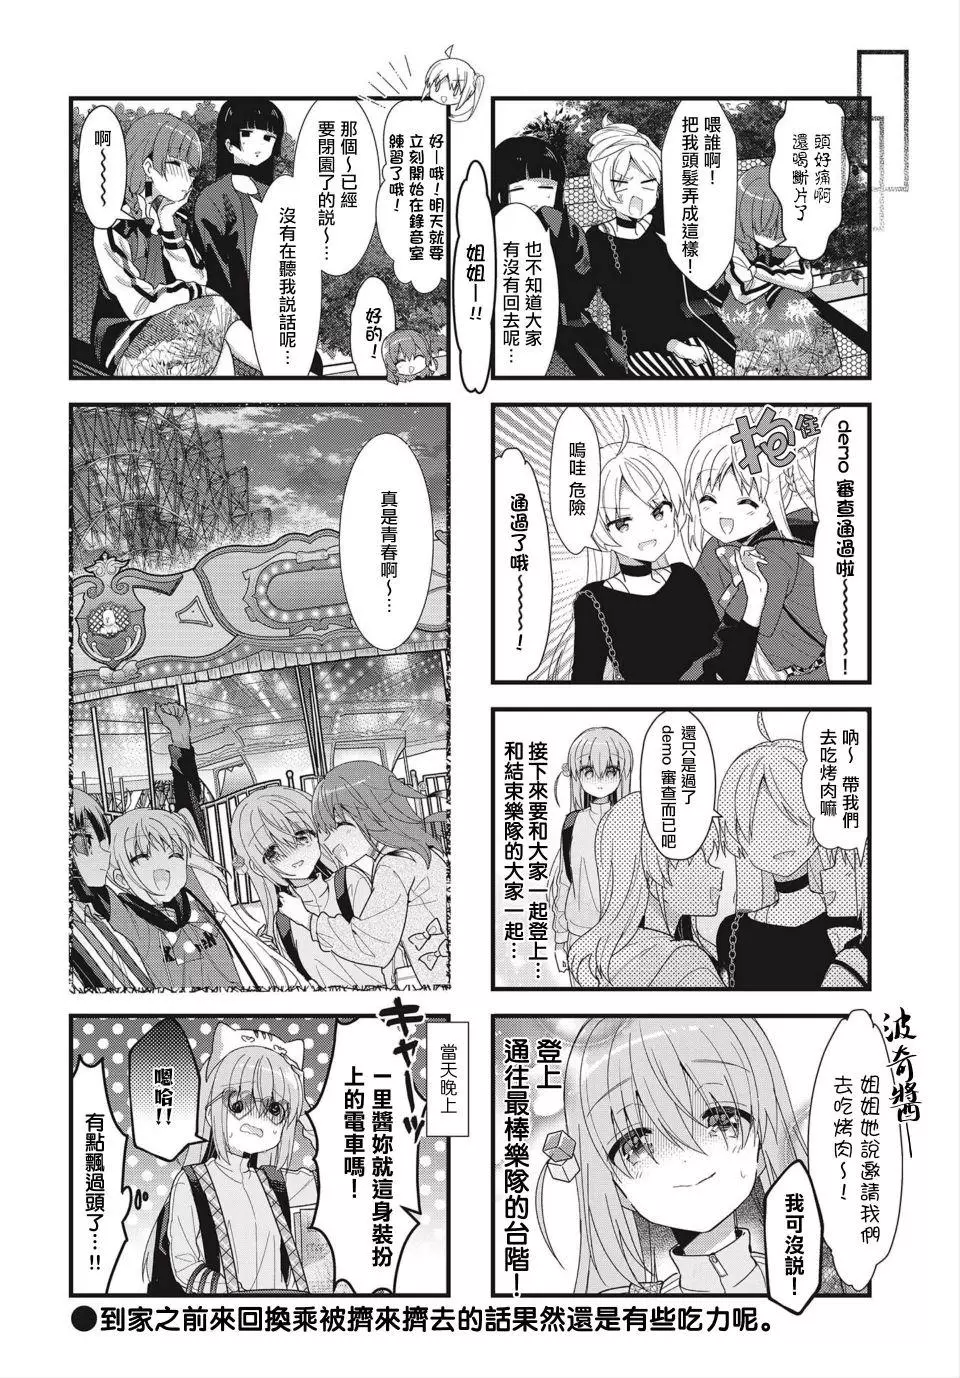 頭好痛啊
還喝斷片了
喂誰啊！
把我頭髮弄成這樣！
也不知道大家
有沒有回去呢…
姐姐—！！
demo 審查通過啦～～～～～！
抱住
嗚哇 危險
通過了哦～～～！
吶～ 帶我們
去吃烤肉嘛
還只是過了
demo 審查而已吧
接下來要和大家一起登上…
和結束樂隊的大家一起…
波奇醬——
姐姐她說邀請我們
去吃烤肉～！
我可沒說！
登上
通往最棒樂隊的台階！
好—哦！明天就要
立刻開始在錄音室
練習了哦！
好的！
那個～已經
要閉園了的說～…
沒有在聽我說話呢…
啊～～～
真是青春啊～…
當天晚上
キャーーッ
一里醬妳就這身裝扮
上的電車嗎！
嗯哈！！
有點飄過頭了…！！
●到家之前來回換乘被擠來擠去的話果然還是有些吃力呢。